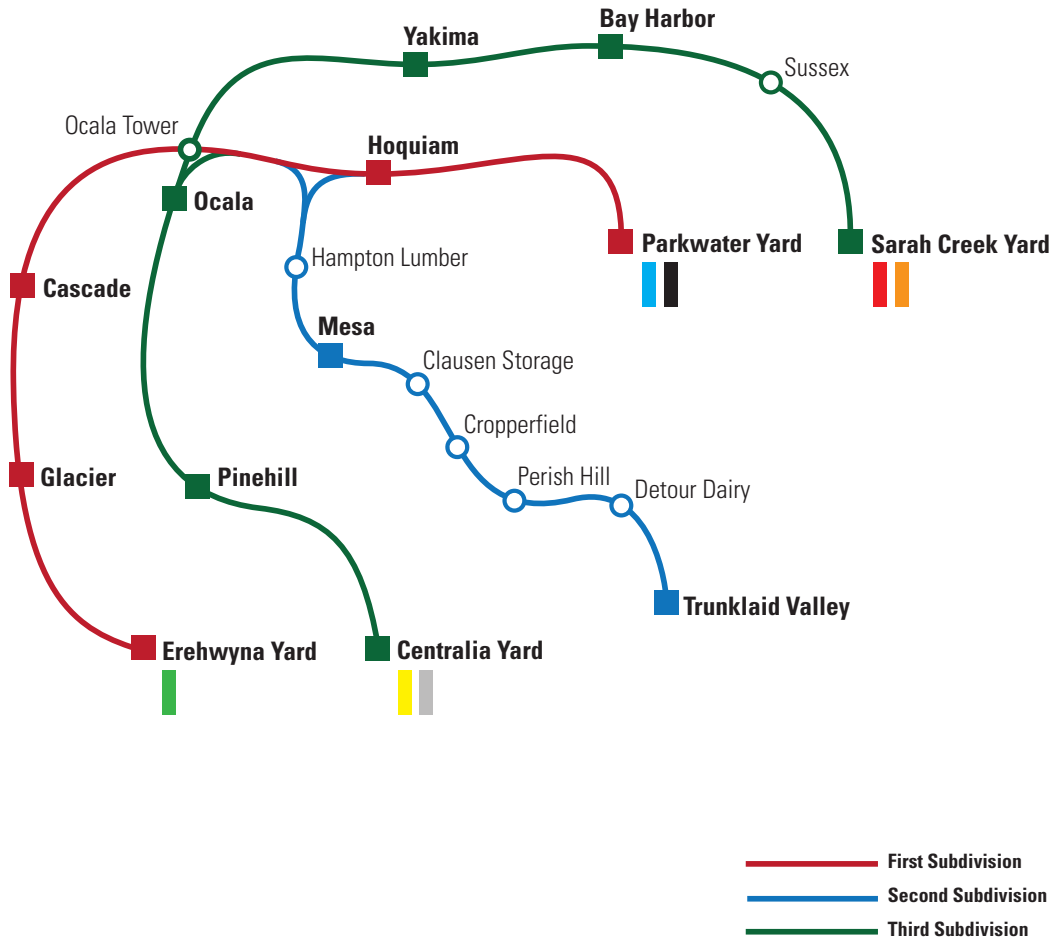 Bay Harbor
Yakima
Sussex
Ocala Tower
Hoquiam
Ocala
Parkwater Yard
Sarah Creek Yard
Hampton Lumber
Cascade
Mesa
Clausen Storage
Cropperfield
Glacier
Pinehill
Perish Hill
Detour Dairy
Trunklaid Valley
Erehwyna Yard
Centralia Yard
First Subdivision
Second Subdivision
Third Subdivision